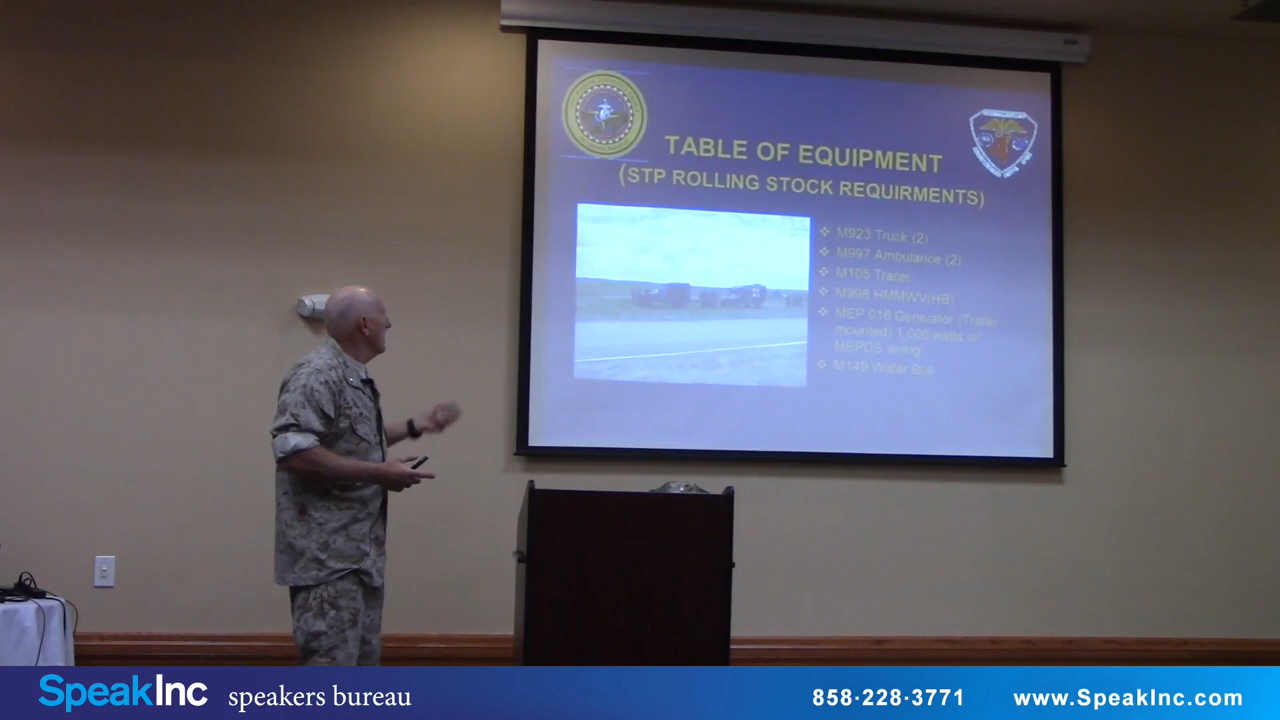 TABLE OF EQUIPMENT
(STP ROLLING STOCK REQUIRMENTS)
❖ M923 Truck (2)
❖ M997 Ambulance (2)
❖ M105 Trailer
❖ M998 HMMWV(HB)
❖ MEP 016 Generator (Trailer
mounted) 1,000 watts w/
MEPDS wiring
❖ M149 Water Bull
SpeakInc speakers bureau
858·228·3771
www.SpeakInc.com